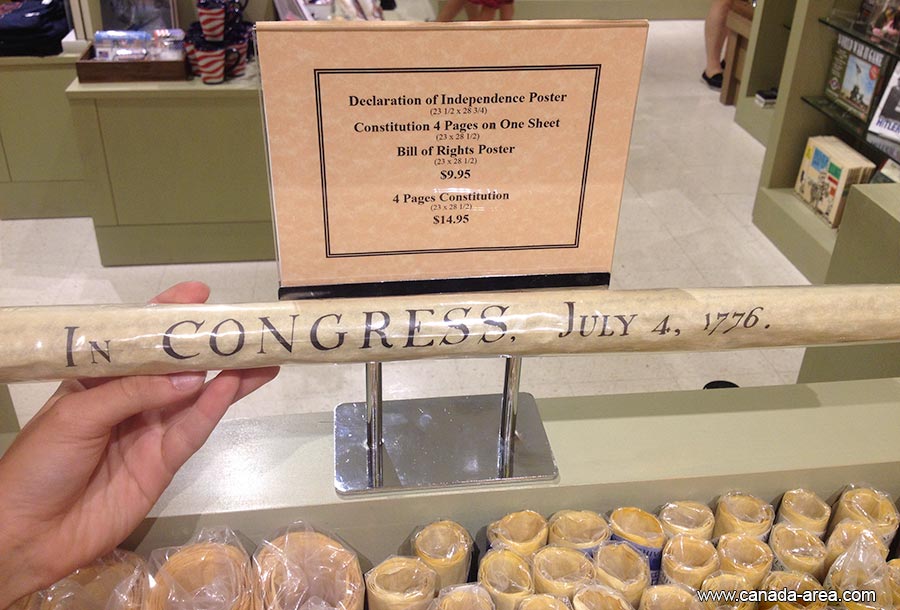 Declaration of Independence Poster
(23 1/2 x 28 3/4)
Constitution 4 Pages on One Sheet
(23 x 28 1/2)
Bill of Rights Poster
(23 x 28 1/2)
$9.95
4 Pages Constitution
(23 x 28 1/2)
$14.95
In CONGRESS, July 4, 1776.
HITLER
www.canada-area.com